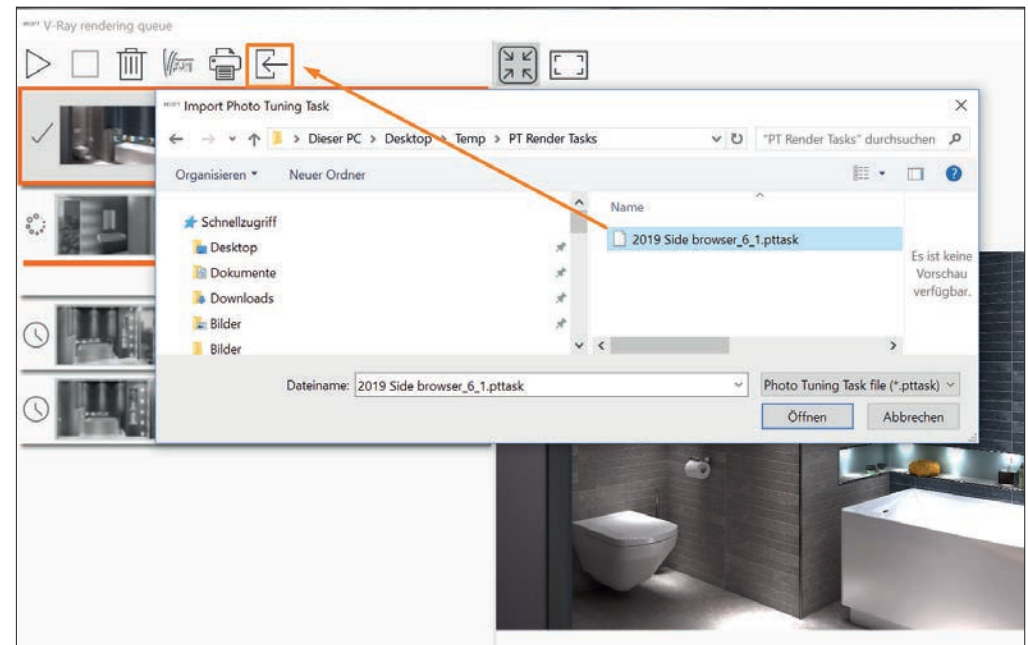 V-Ray rendering queue
Import Photo Tuning Task
Dieser PC > Desktop > Temp > PT Render Tasks
"PT Render Tasks" durchsuchen
Organisieren
Neuer Ordner
Name
Schnellzugriff
2019 Side browser_6_1.pttask
Desktop
Dokumente
Downloads
Bilder
Bilder
Es ist keine
Vorschau
verfügbar.
Dateiname: 2019 Side browser_6_1.pttask
Photo Tuning Task file (*.pttask)
Öffnen
Abbrechen